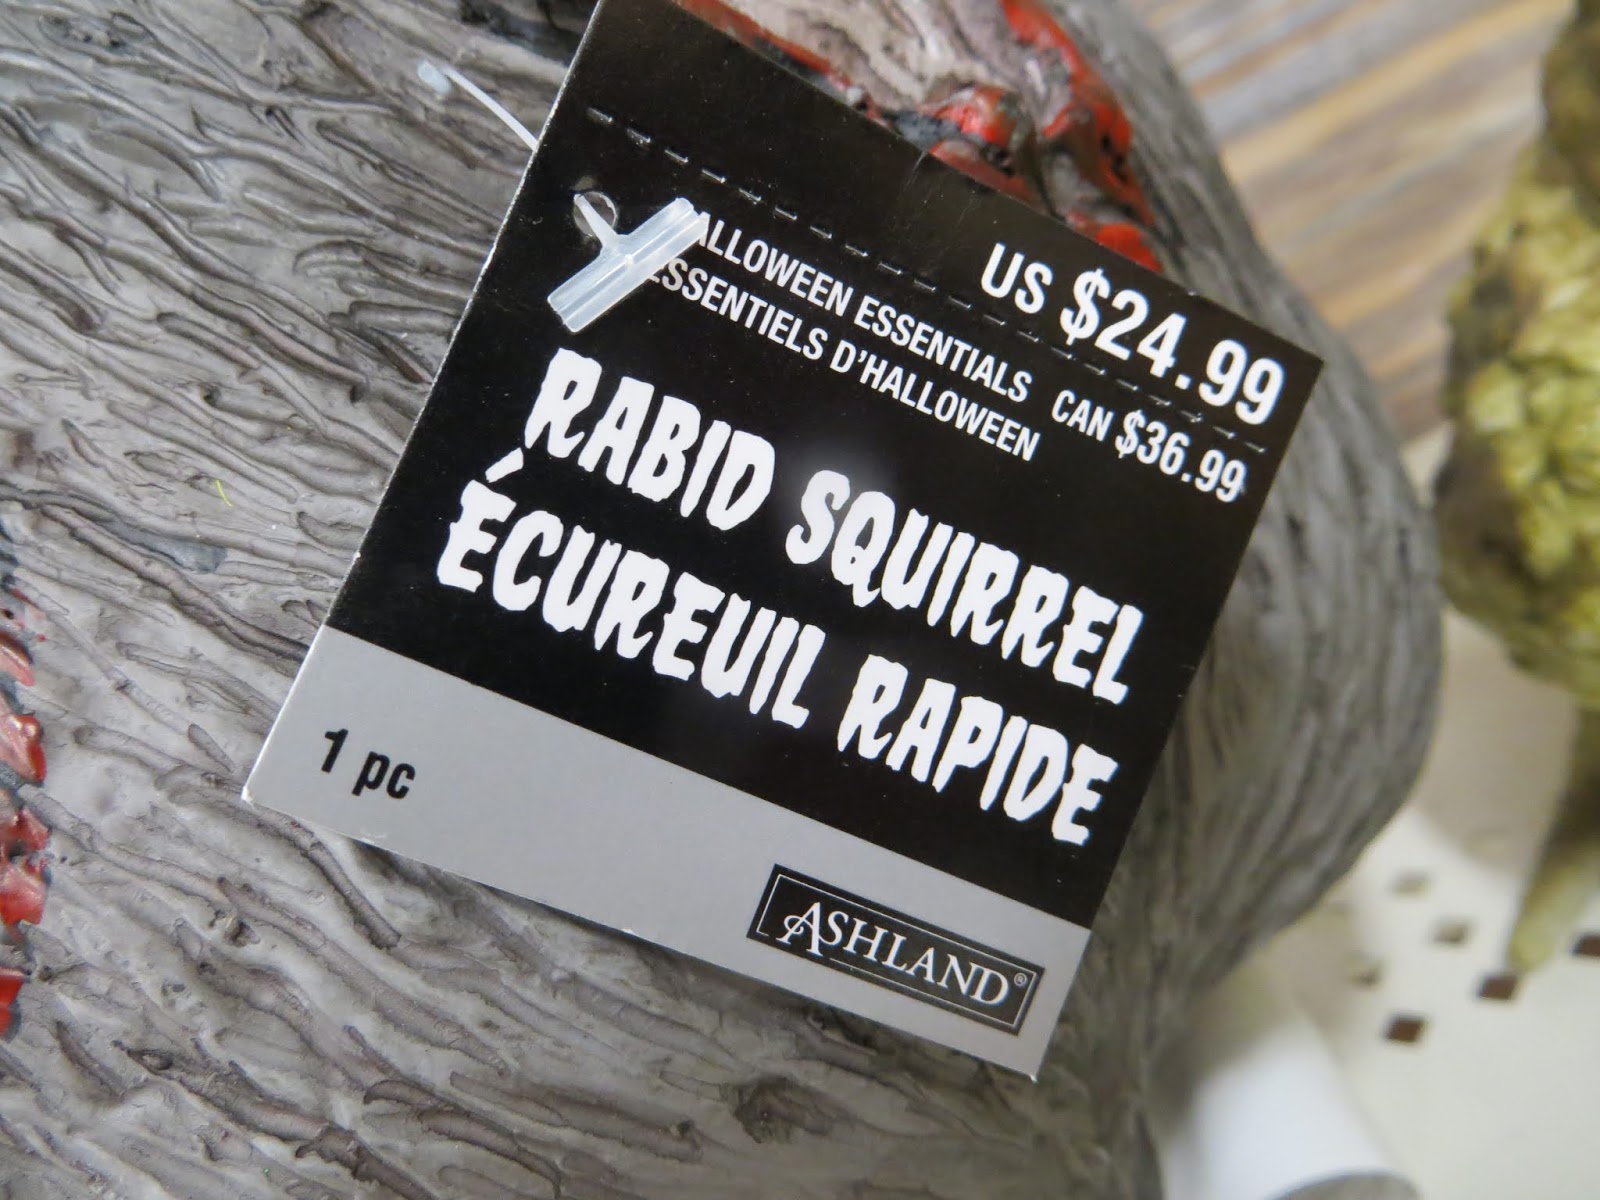 US $24.99
CAN $36.99
HALLOWEEN ESSENTIALS
ESSENTIELS D'HALLOWEEN
RABID SQUIRREL
ÉCUREUIL RAPIDE
1 pc
ASHLAND®